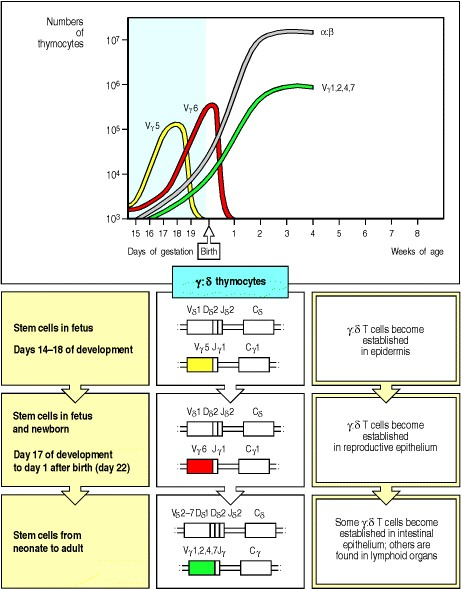 Numbers
of
thymocytes
10⁷
10⁶
10⁵
10⁴
10³
α:β
Vγ1,2,4,7
Vγ6
Vγ5
15 16 17 18 19 1 2 3 4 5 6 7 8
Days of gestation Birth Weeks of age
γ:δ thymocytes
Stem cells in fetus
Days 14–18 of development
Vδ1 Dδ2 Jδ2 Cδ
Vγ5 Jγ1 Cγ1
γ:δ T cells become
established
in epidermis
Stem cells in fetus
and newborn
Day 17 of development
to day 1 after birth (day 22)
Vδ1 Dδ2 Jδ2 Cδ
Vγ6 Jγ1 Cγ1
γ:δ T cells become
established
in reproductive epithelium
Stem cells from
neonate to adult
Vδ2–7 Dδ1 Dδ2 Jδ2 Cδ
Vγ1,2,4,7 Jγ Cγ
Some γ:δ T cells become
established in intestinal
epithelium; others are
found in lymphoid organs